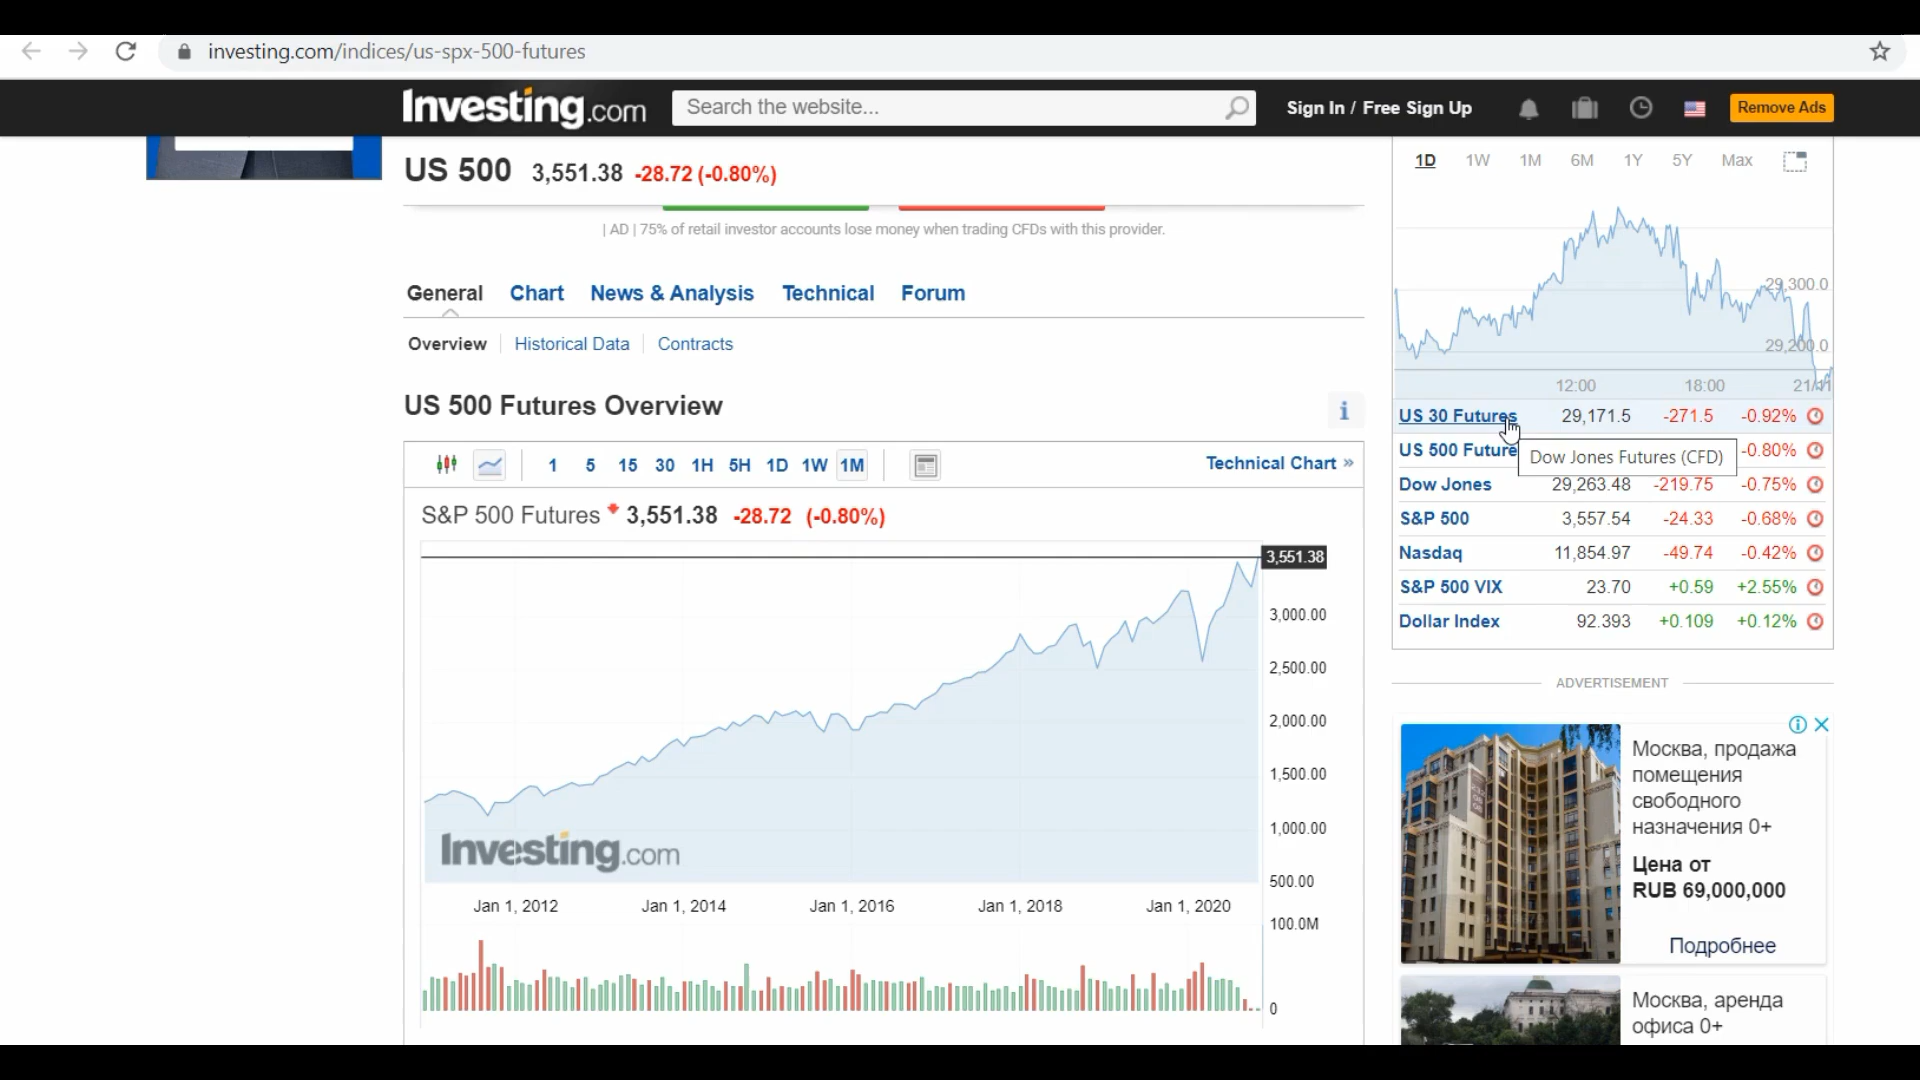 investing.com/indices/us-spx-500-futures
Investing.com
Search the website...
Sign In / Free Sign Up
Remove Ads
US 500 3,551.38 -28.72 (-0.80%)
| AD | 75% of retail investor accounts lose money when trading CFDs with this provider.
General Chart News & Analysis Technical Forum
Overview Historical Data Contracts
US 500 Futures Overview
i
1 5 15 30 1H 5H 1D 1W 1M
Technical Chart »
S&P 500 Futures 3,551.38 -28.72 (-0.80%)
3,551.38
3,000.00
2,500.00
2,000.00
1,500.00
1,000.00
500.00
Investing.com
Jan 1, 2012 Jan 1, 2014 Jan 1, 2016 Jan 1, 2018 Jan 1, 2020
100.0M
0
1D 1W 1M 6M 1Y 5Y Max
29,300.0
29,200.0
12:00 18:00 21/11
US 30 Futures 29,171.5 -271.5 -0.92%
US 500 Future -0.80%
Dow Jones Futures (CFD)
Dow Jones 29,263.48 -219.75 -0.75%
S&P 500 3,557.54 -24.33 -0.68%
Nasdaq 11,854.97 -49.74 -0.42%
S&P 500 VIX 23.70 +0.59 +2.55%
Dollar Index 92.393 +0.109 +0.12%
ADVERTISEMENT
Москва, продажа
помещения
свободного
назначения 0+
Цена от
RUB 69,000,000
Подробнее
Москва, аренда
офиса 0+